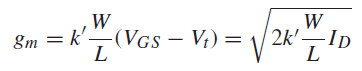 g_m = k′ W/L (V_GS − V_t) = √(2k′ W/L I_D)